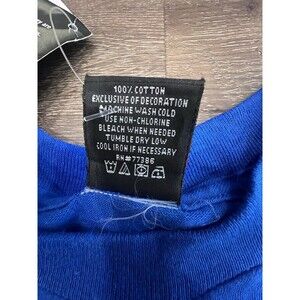 100% COTTON
EXCLUSIVE OF DECORATION
MACHINE WASH COLD
USE NON-CHLORINE
BLEACH WHEN NEEDED
TUMBLE DRY LOW
COOL IRON IF NECESSARY
RN#77386